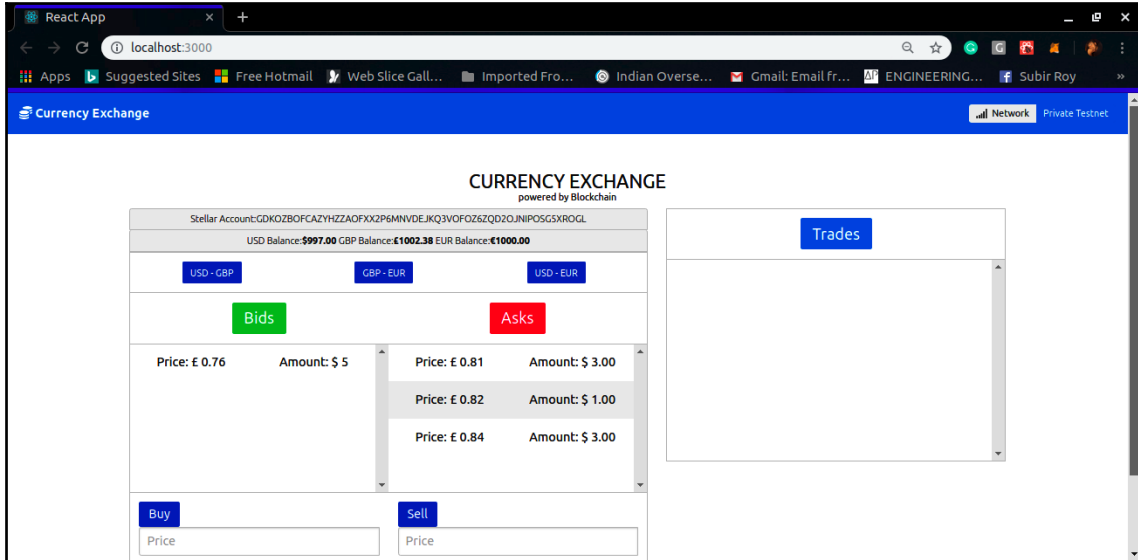 React App
localhost:3000
Apps Suggested Sites Free Hotmail Web Slice Gall... Imported Fro... Indian Overse... Gmail: Email fr... ENGINEERING... Subir Roy »
Currency Exchange Network Private Testnet
CURRENCY EXCHANGE
powered by Blockchain
Stellar Account:GDKOZBOFCAZYHZZAOFXX2P6MNVDEJKQ3VOFOZ6ZQD2OJNIPOSG5XROGL
USD Balance:$997.00 GBP Balance:£1002.38 EUR Balance:€1000.00
USD - GBP GBP - EUR USD - EUR
Bids Asks
Price: £ 0.76 Amount: $ 5 Price: £ 0.81 Amount: $ 3.00
Price: £ 0.82 Amount: $ 1.00
Price: £ 0.84 Amount: $ 3.00
Buy Sell
Price Price
Trades